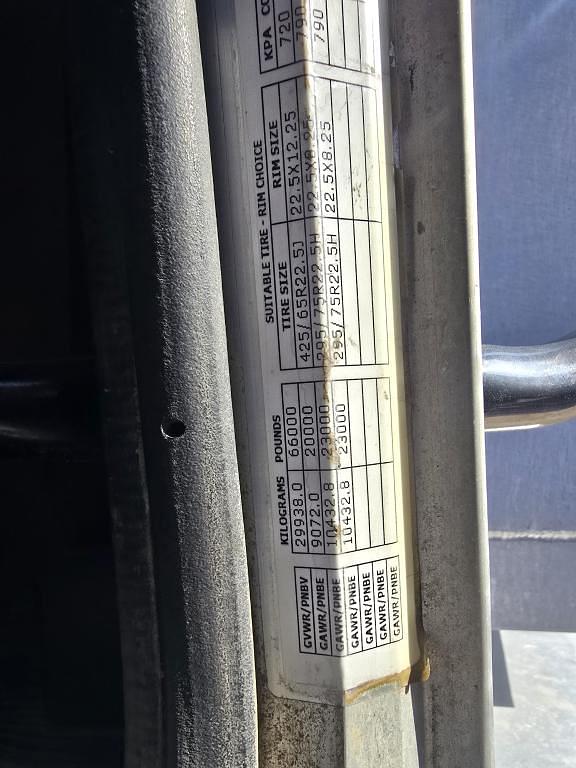 KILOGRAMS POUNDS SUITABLE TIRE - RIM CHOICE
TIRE SIZE RIM SIZE KPA
GVWR/PNBV 29938.0 66000
GAWR/PNBE 9072.0 20000 425/65R22.5J 22.5X12.25 720
GAWR/PNBE 10432.8 23000 295/75R22.5H 22.5X8.25 790
GAWR/PNBE 10432.8 23000 295/75R22.5H 22.5X8.25 790
GAWR/PNBE
GAWR/PNBE
GAWR/PNBE